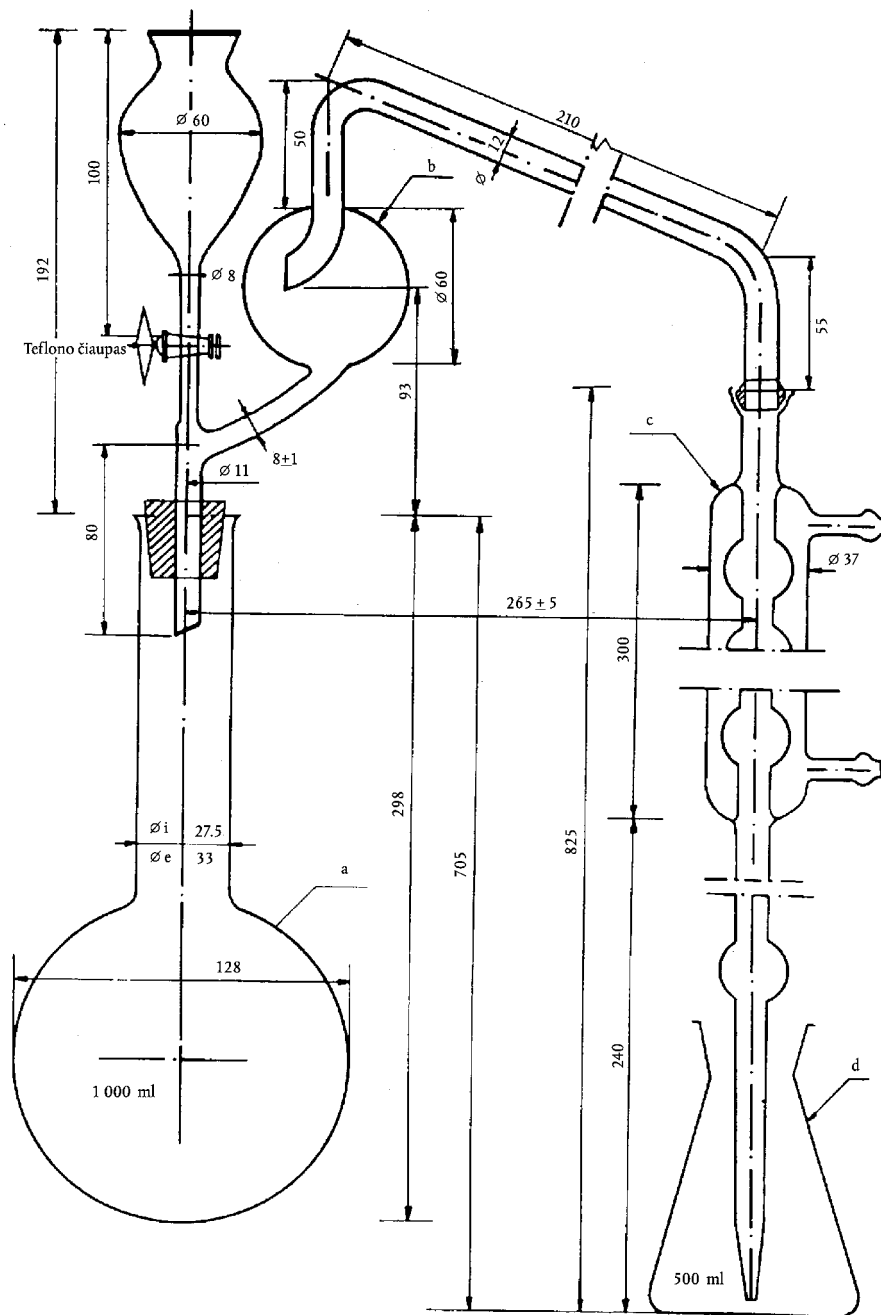 210
Ø 12
50
Ø 60
b
100
192
Ø 8
Ø 60
55
Teflono čiaupas
93
c
8±1
Ø 11
80
Ø 37
265 ± 5
300
298
705
825
Ø i 27.5
Ø e 33
a
128
240
d
1 000 ml
500 ml